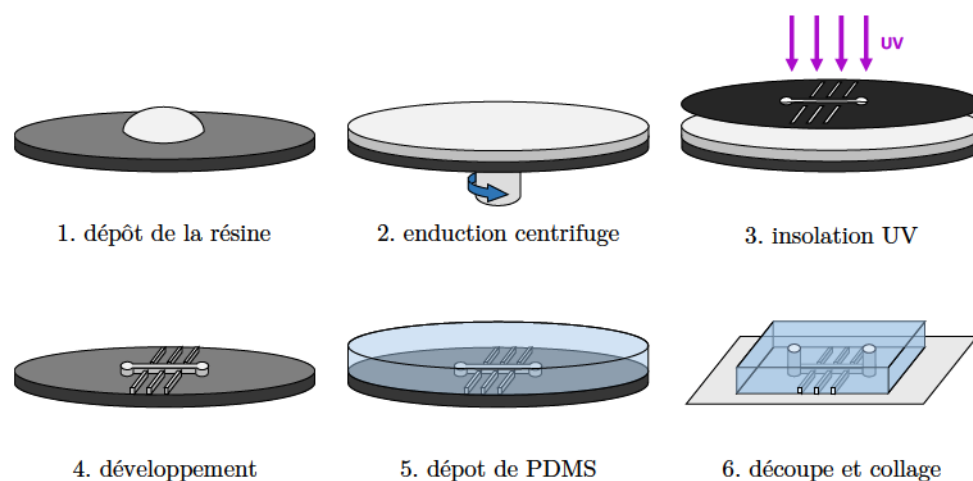 UV
1. dépôt de la résine
2. enduction centrifuge
3. insolation UV
4. développement
5. dépot de PDMS
6. découpe et collage